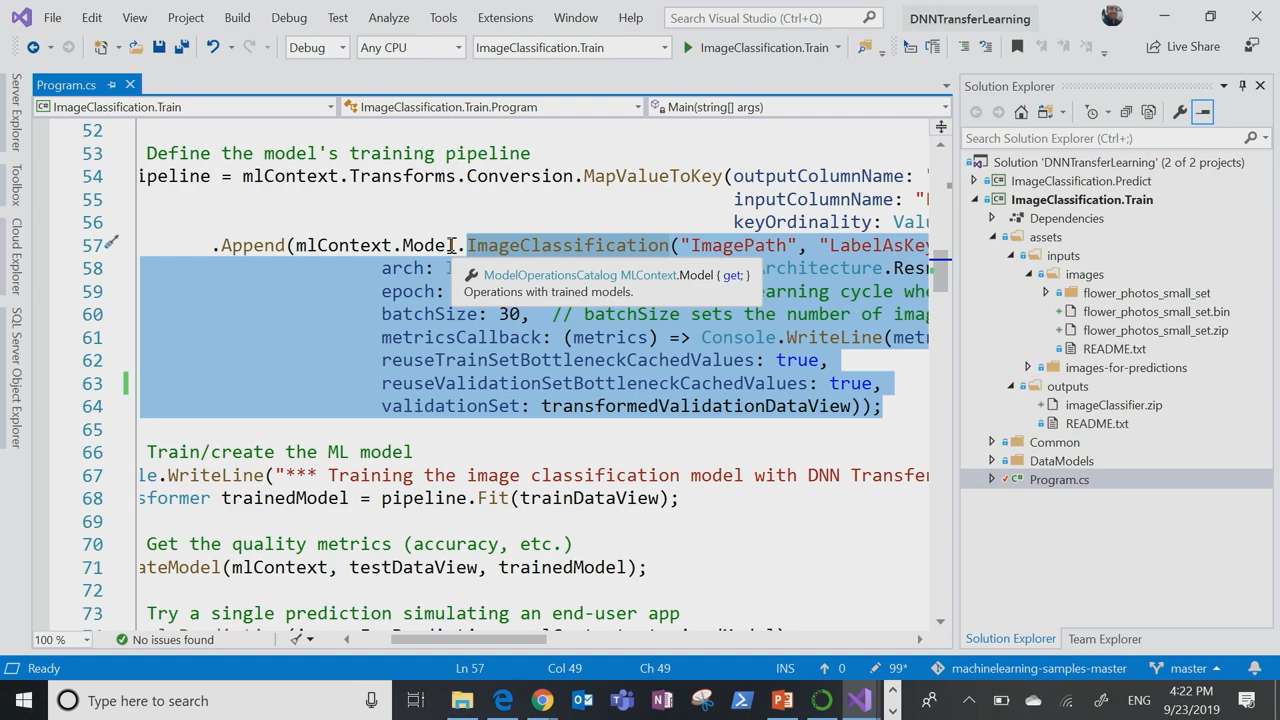 File Edit View Project Build Debug Test Analyze Tools Extensions Window Help Search Visual Studio (Ctrl+Q) DNNTransferLearning
Debug Any CPU ImageClassification.Train ImageClassification.Train Live Share
Program.cs
ImageClassification.Train ImageClassification.Train.Program Main(string[] args)
Server Explorer
Toolbox
Cloud Explorer
SQL Server Object Explorer
52
53 Define the model's training pipeline
54 ipeline = mlContext.Transforms.Conversion.MapValueToKey(outputColumnName: "
55 inputColumnName: "
56 keyOrdinality: Valu
57 .Append(mlContext.Model.ImageClassification("ImagePath", "LabelAsKey
58 arch: Architecture.Res
59 epoch: earning cycle whe
60 batchSize: 30, // batchSize sets the number of imag
61 metricsCallback: (metrics) => Console.WriteLine(met
62 reuseTrainSetBottleneckCachedValues: true,
63 reuseValidationSetBottleneckCachedValues: true,
64 validationSet: transformedValidationDataView));
65
66 Train/create the ML model
67 le.WriteLine("*** Training the image classification model with DNN Transfer
68 sformer trainedModel = pipeline.Fit(trainDataView);
69
70 Get the quality metrics (accuracy, etc.)
71 ateModel(mlContext, testDataView, trainedModel);
72
73 Try a single prediction simulating an end-user app
ModelOperationsCatalog MLContext.Model { get; }
Operations with trained models.
100 % No issues found
Solution Explorer
Search Solution Explorer (Ctrl+;)
Solution 'DNNTransferLearning' (2 of 2 projects)
ImageClassification.Predict
ImageClassification.Train
Dependencies
assets
inputs
images
flower_photos_small_set
flower_photos_small_set.bin
flower_photos_small_set.zip
README.txt
images-for-predictions
outputs
imageClassifier.zip
README.txt
Common
DataModels
Program.cs
Solution Explorer Team Explorer
Ready Ln 57 Col 49 Ch 49 INS 0 99* machinelearning-samples-master master
Type here to search ENG 4:22 PM
9/23/2019